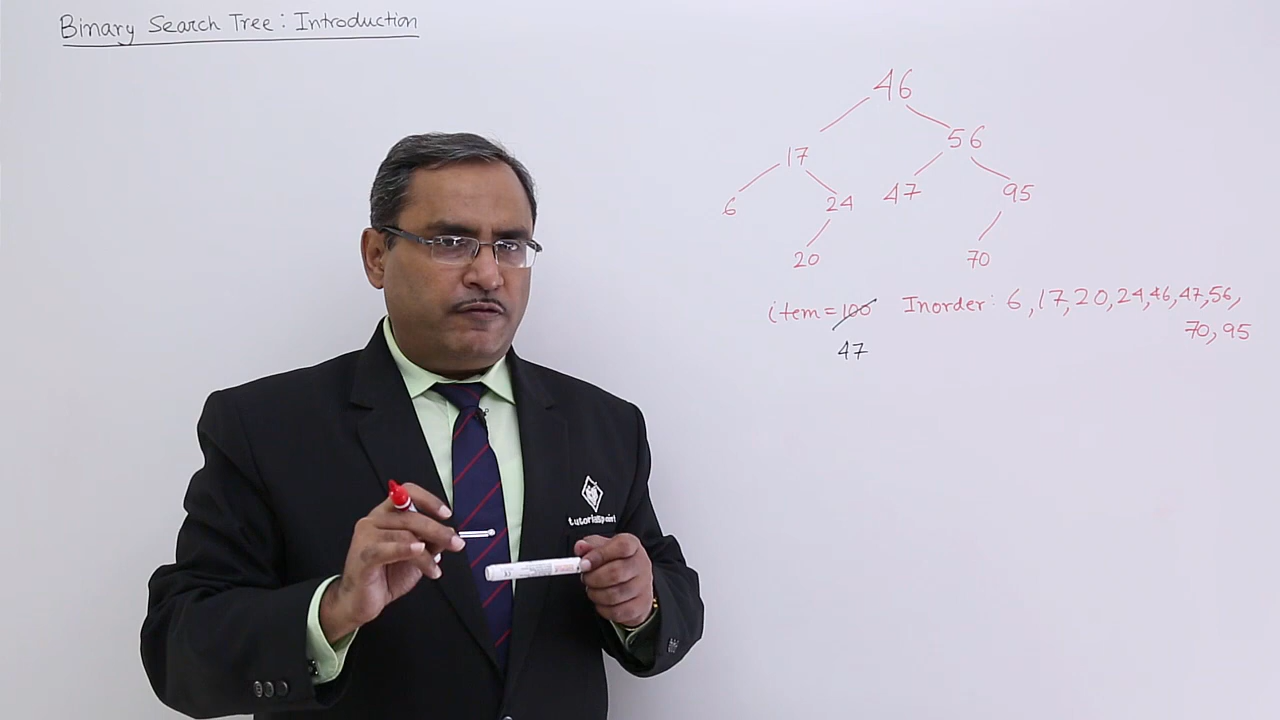 Binary Search Tree: Introduction
46
17 56
6 24 47 95
20 70
item=100 Inorder: 6,17,20,24,46,47,56,
70,95
47
tutorialspoint